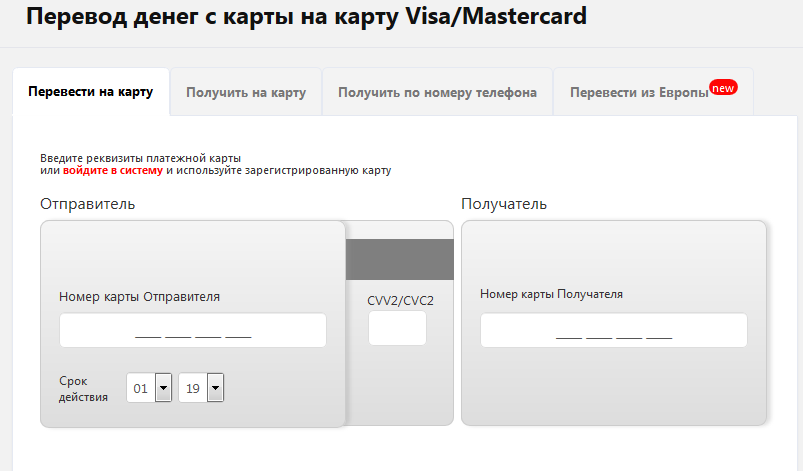 Перевод денег с карты на карту Visa/Mastercard
Перевести на карту
Получить на карту
Получить по номеру телефона
Перевести из Европы new
Введите реквизиты платежной карты
или войдите в систему и используйте зарегистрированную карту
Отправитель
Номер карты Отправителя
____ ____ ____ ____
Срок
действия
01
19
CVV2/CVC2
Получатель
Номер карты Получателя
____ ____ ____ ____